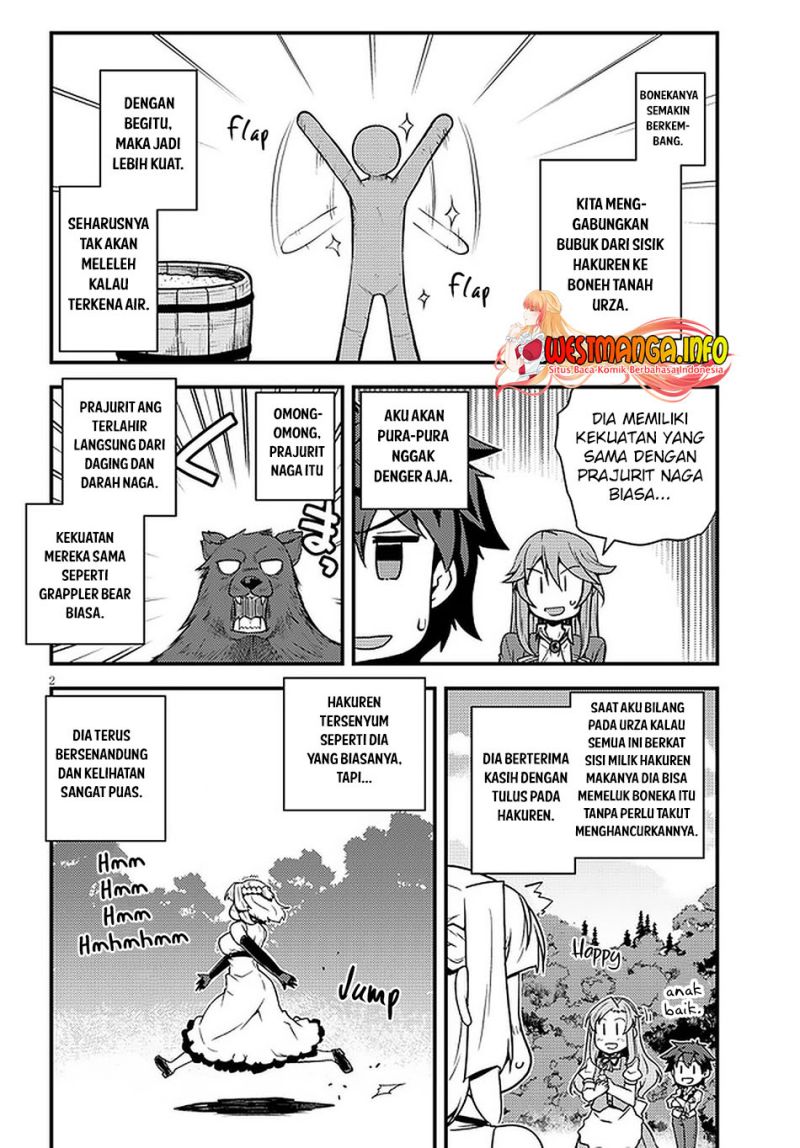 BONEKANYA
SEMAKIN
BERKEM-
BANG.
KITA MENG-
GABUNGKAN
BUBUK DARI SISIK
HAKUREN KE
BONEH TANAH
URZA.
DENGAN
BEGITU,
MAKA JADI
LEBIH KUAT.
SEHARUSNYA
TAK AKAN
MELELEH
KALAU
TERKENA AIR.
Flap
Flap
WESTMANGA.INFO
Situs Baca Komik Berbahasa Indonesia
DIA MEMILIKI
KEKUATAN YANG
SAMA DENGAN
PRAJURIT NAGA
BIASA...
AKU AKAN
PURA-PURA
NGGAK
DENGER AJA.
OMONG-
OMONG,
PRAJURIT
NAGA ITU
PRAJURIT ANG
TERLAHIR
LANGSUNG DARI
DAGING DAN
DARAH NAGA.
KEKUATAN
MEREKA SAMA
SEPERTI
GRAPPLER BEAR
BIASA.
2
SAAT AKU BILANG
PADA URZA KALAU
SEMUA INI BERKAT
SISI MILIK HAKUREN
MAKANYA DIA BISA
MEMELUK BONEKA ITU
TANPA PERLU TAKUT
MENGHANCURKANNYA.
DIA BERTERIMA
KASIH DENGAN
TULUS PADA
HAKUREN.
Happy
anak
baik.
HAKUREN
TERSENYUM
SEPERTI DIA
YANG BIASANYA,
TAPI...
DIA TERUS
BERSENANDUNG
DAN KELIHATAN
SANGAT PUAS.
Hmm
Hmm
Hmm
Hmhmhmm
Jump